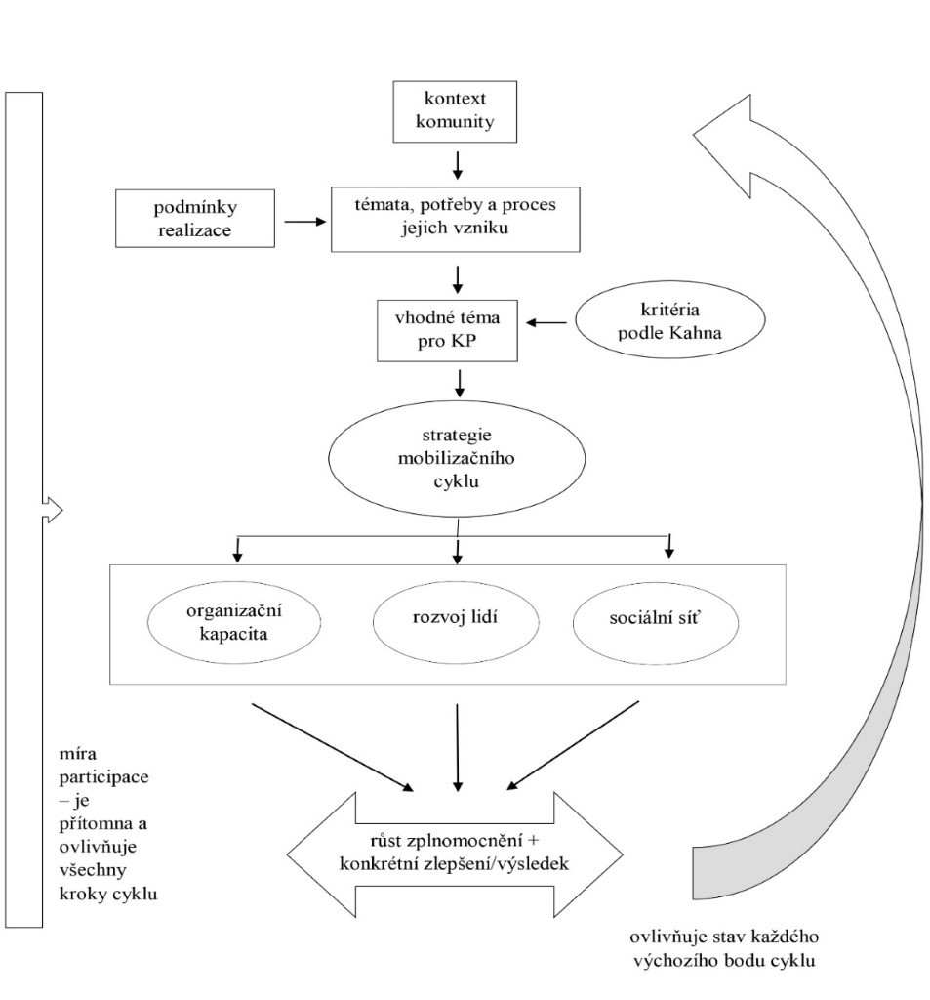 kontext
komunity
podmínky
realizace
témata, potřeby a proces
jejich vzniku
vhodné téma
pro KP
kritéria
podle Kahna
strategie
mobilizačního
cyklu
organizační
kapacita
rozvoj lidí
sociální síť
míra
participace
– je
přítomna a
ovlivňuje
všechny
kroky cyklu
růst zplnomocnění +
konkrétní zlepšení/výsledek
ovlivňuje stav každého
výchozího bodu cyklu